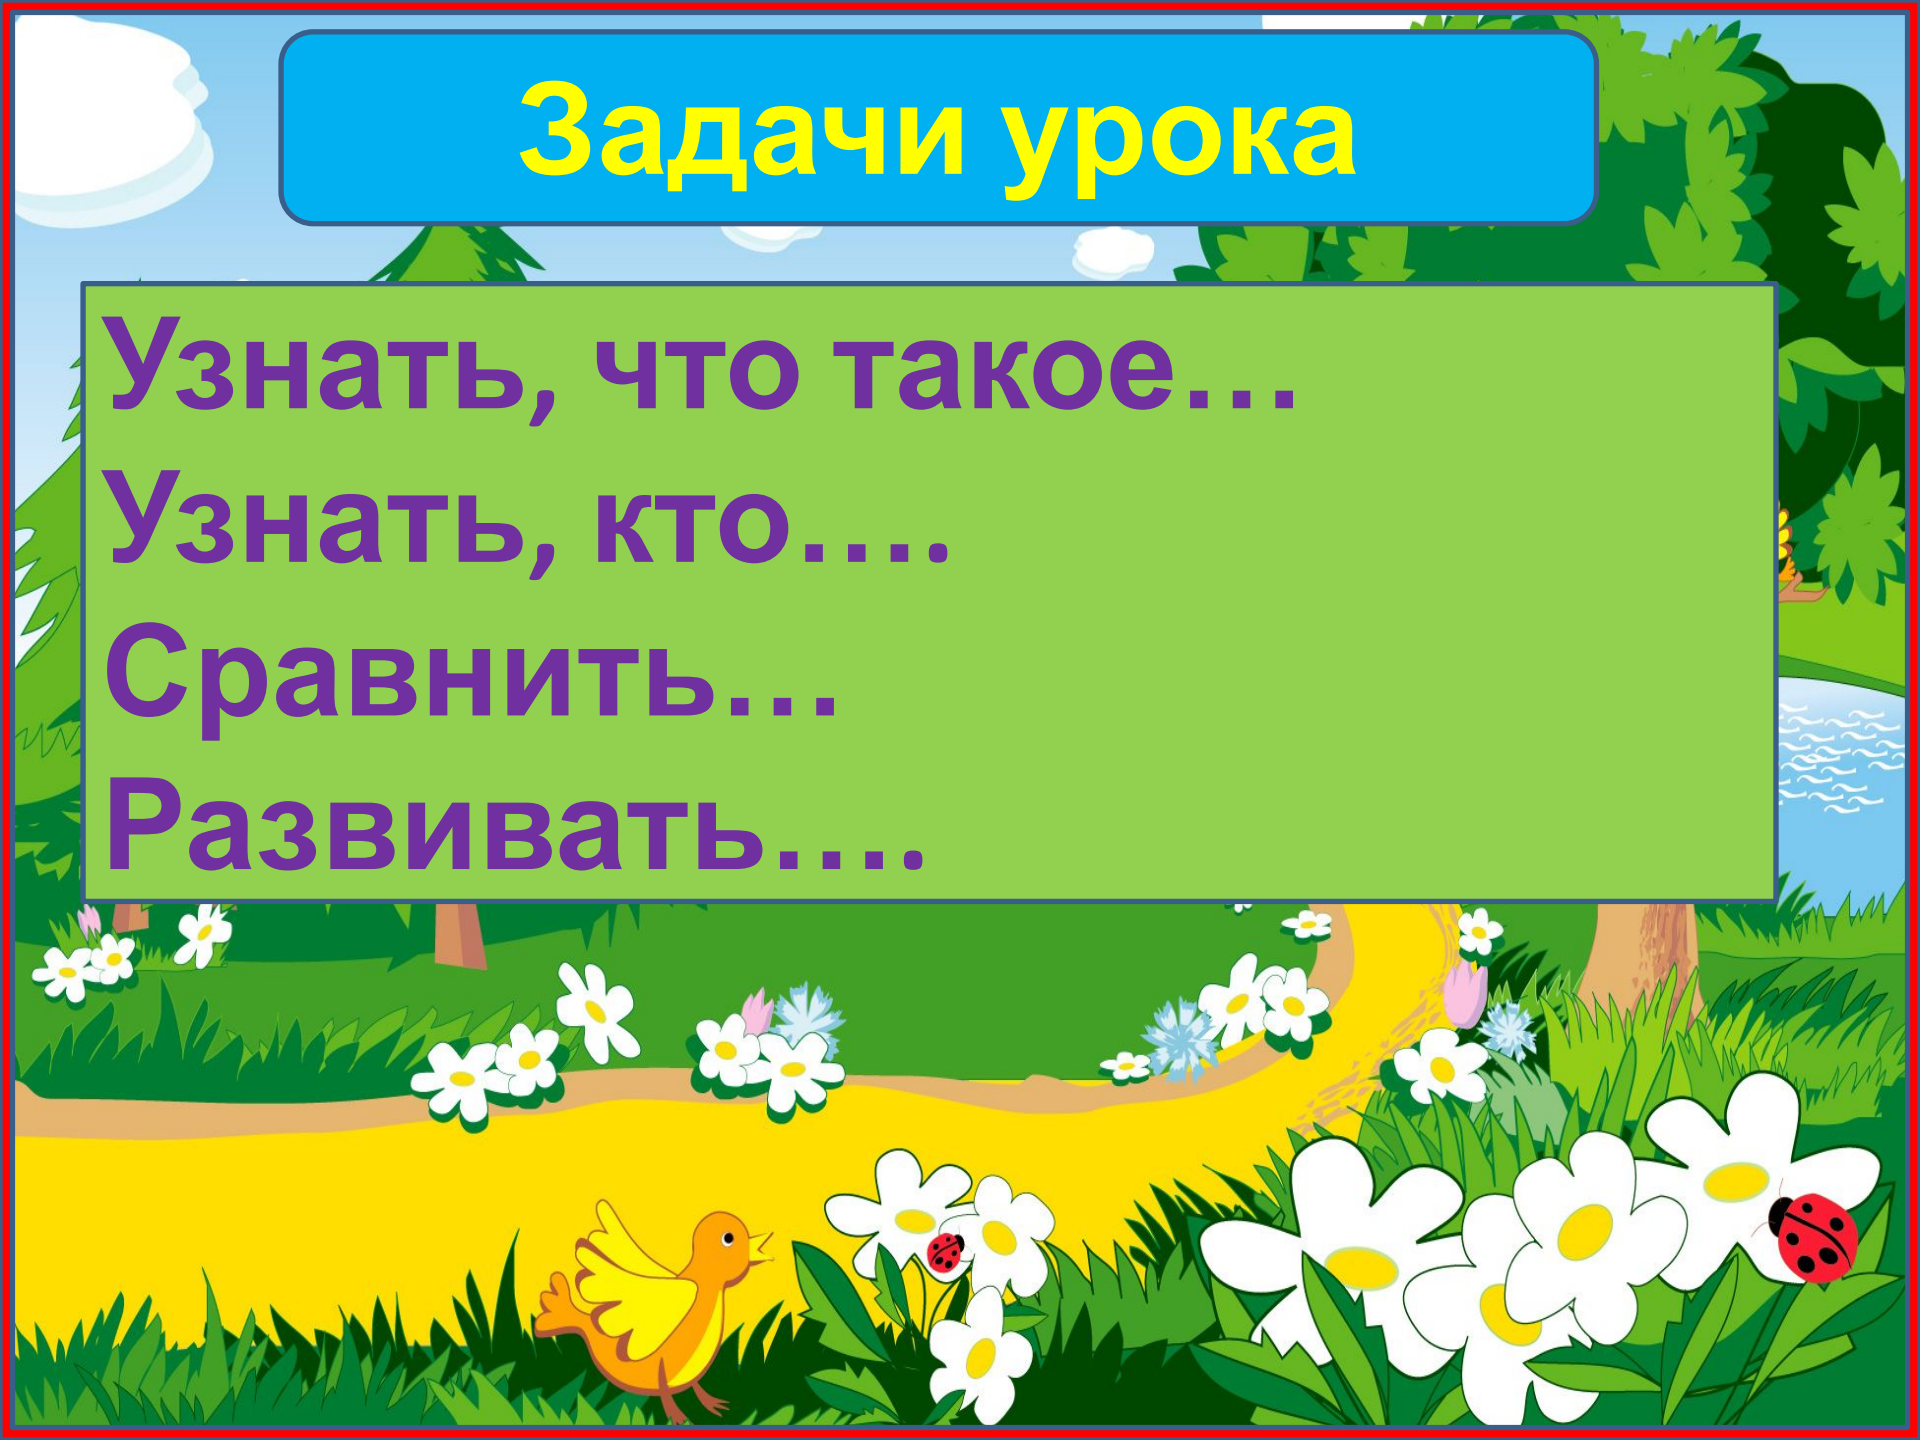 Задачи урока
Узнать, что такое…
Узнать, кто….
Сравнить…
Развивать….